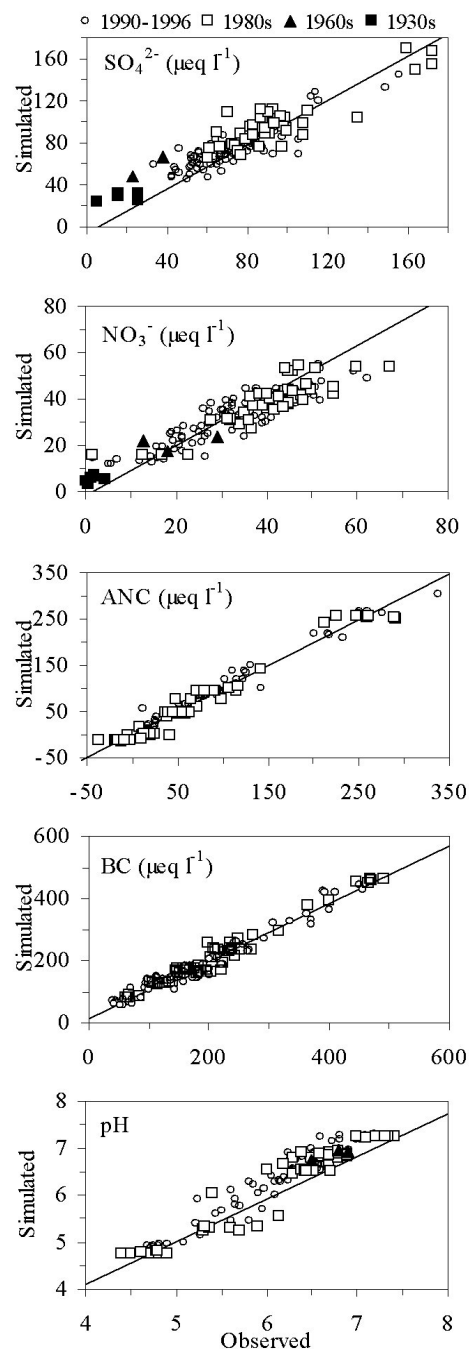 1990-1996 1980s 1960s 1930s
SO₄²⁻ (µeq l⁻¹)
Simulated
160
120
80
40
0
0 40 80 120 160
NO₃⁻ (µeq l⁻¹)
Simulated
80
60
40
20
0
0 20 40 60 80
ANC (µeq l⁻¹)
Simulated
350
250
150
50
-50
-50 50 150 250 350
BC (µeq l⁻¹)
Simulated
600
400
200
0
0 200 400 600
pH
Simulated
8
7
6
5
4
4 5 6 7 8
Observed